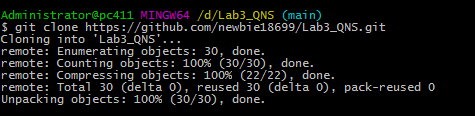 Administrator@pc411 MINGW64 /d/Lab3_QNS (main)
$ git clone https://github.com/newbie18699/Lab3_QNS.git
Cloning into 'Lab3_QNS'...
remote: Enumerating objects: 30, done.
remote: Counting objects: 100% (30/30), done.
remote: Compressing objects: 100% (22/22), done.
remote: Total 30 (delta 0), reused 30 (delta 0), pack-reused 0
Unpacking objects: 100% (30/30), done.